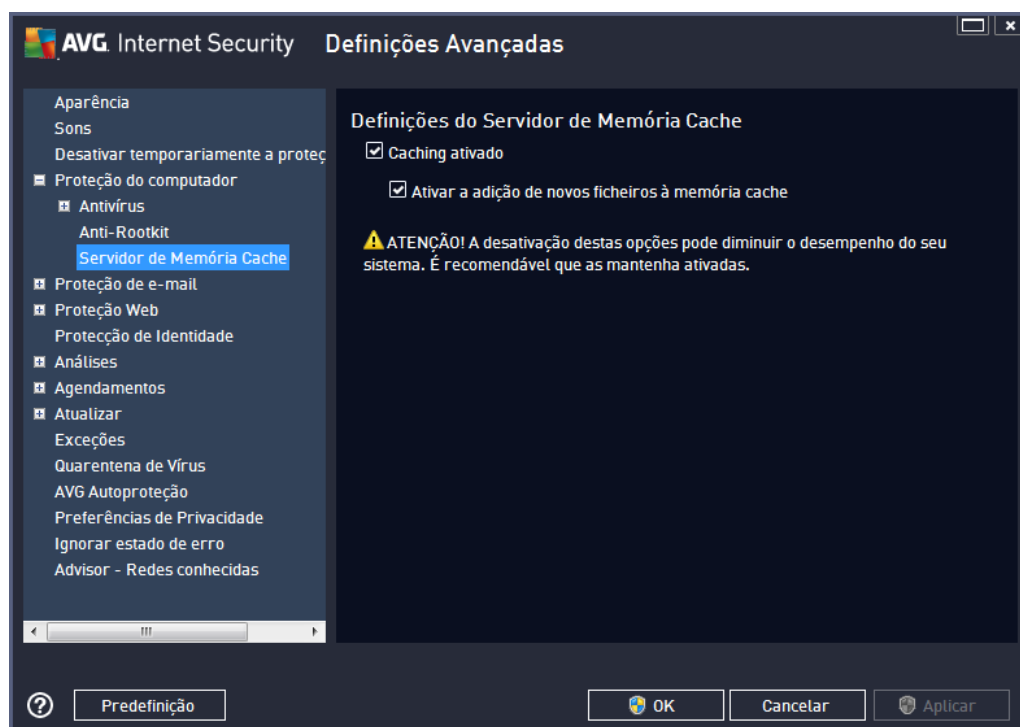 AVG. Internet Security Definições Avançadas
Aparência
Sons
Desativar temporariamente a proteç
Proteção do computador
Antivírus
Anti-Rootkit
Servidor de Memória Cache
Proteção de e-mail
Proteção Web
Protecção de Identidade
Análises
Agendamentos
Atualizar
Exceções
Quarentena de Vírus
AVG Autoproteção
Preferências de Privacidade
Ignorar estado de erro
Advisor - Redes conhecidas
Definições do Servidor de Memória Cache
Caching ativado
Ativar a adição de novos ficheiros à memória cache
ATENÇÃO! A desativação destas opções pode diminuir o desempenho do seu
sistema. É recomendável que as mantenha ativadas.
Predefinição
OK
Cancelar
Aplicar